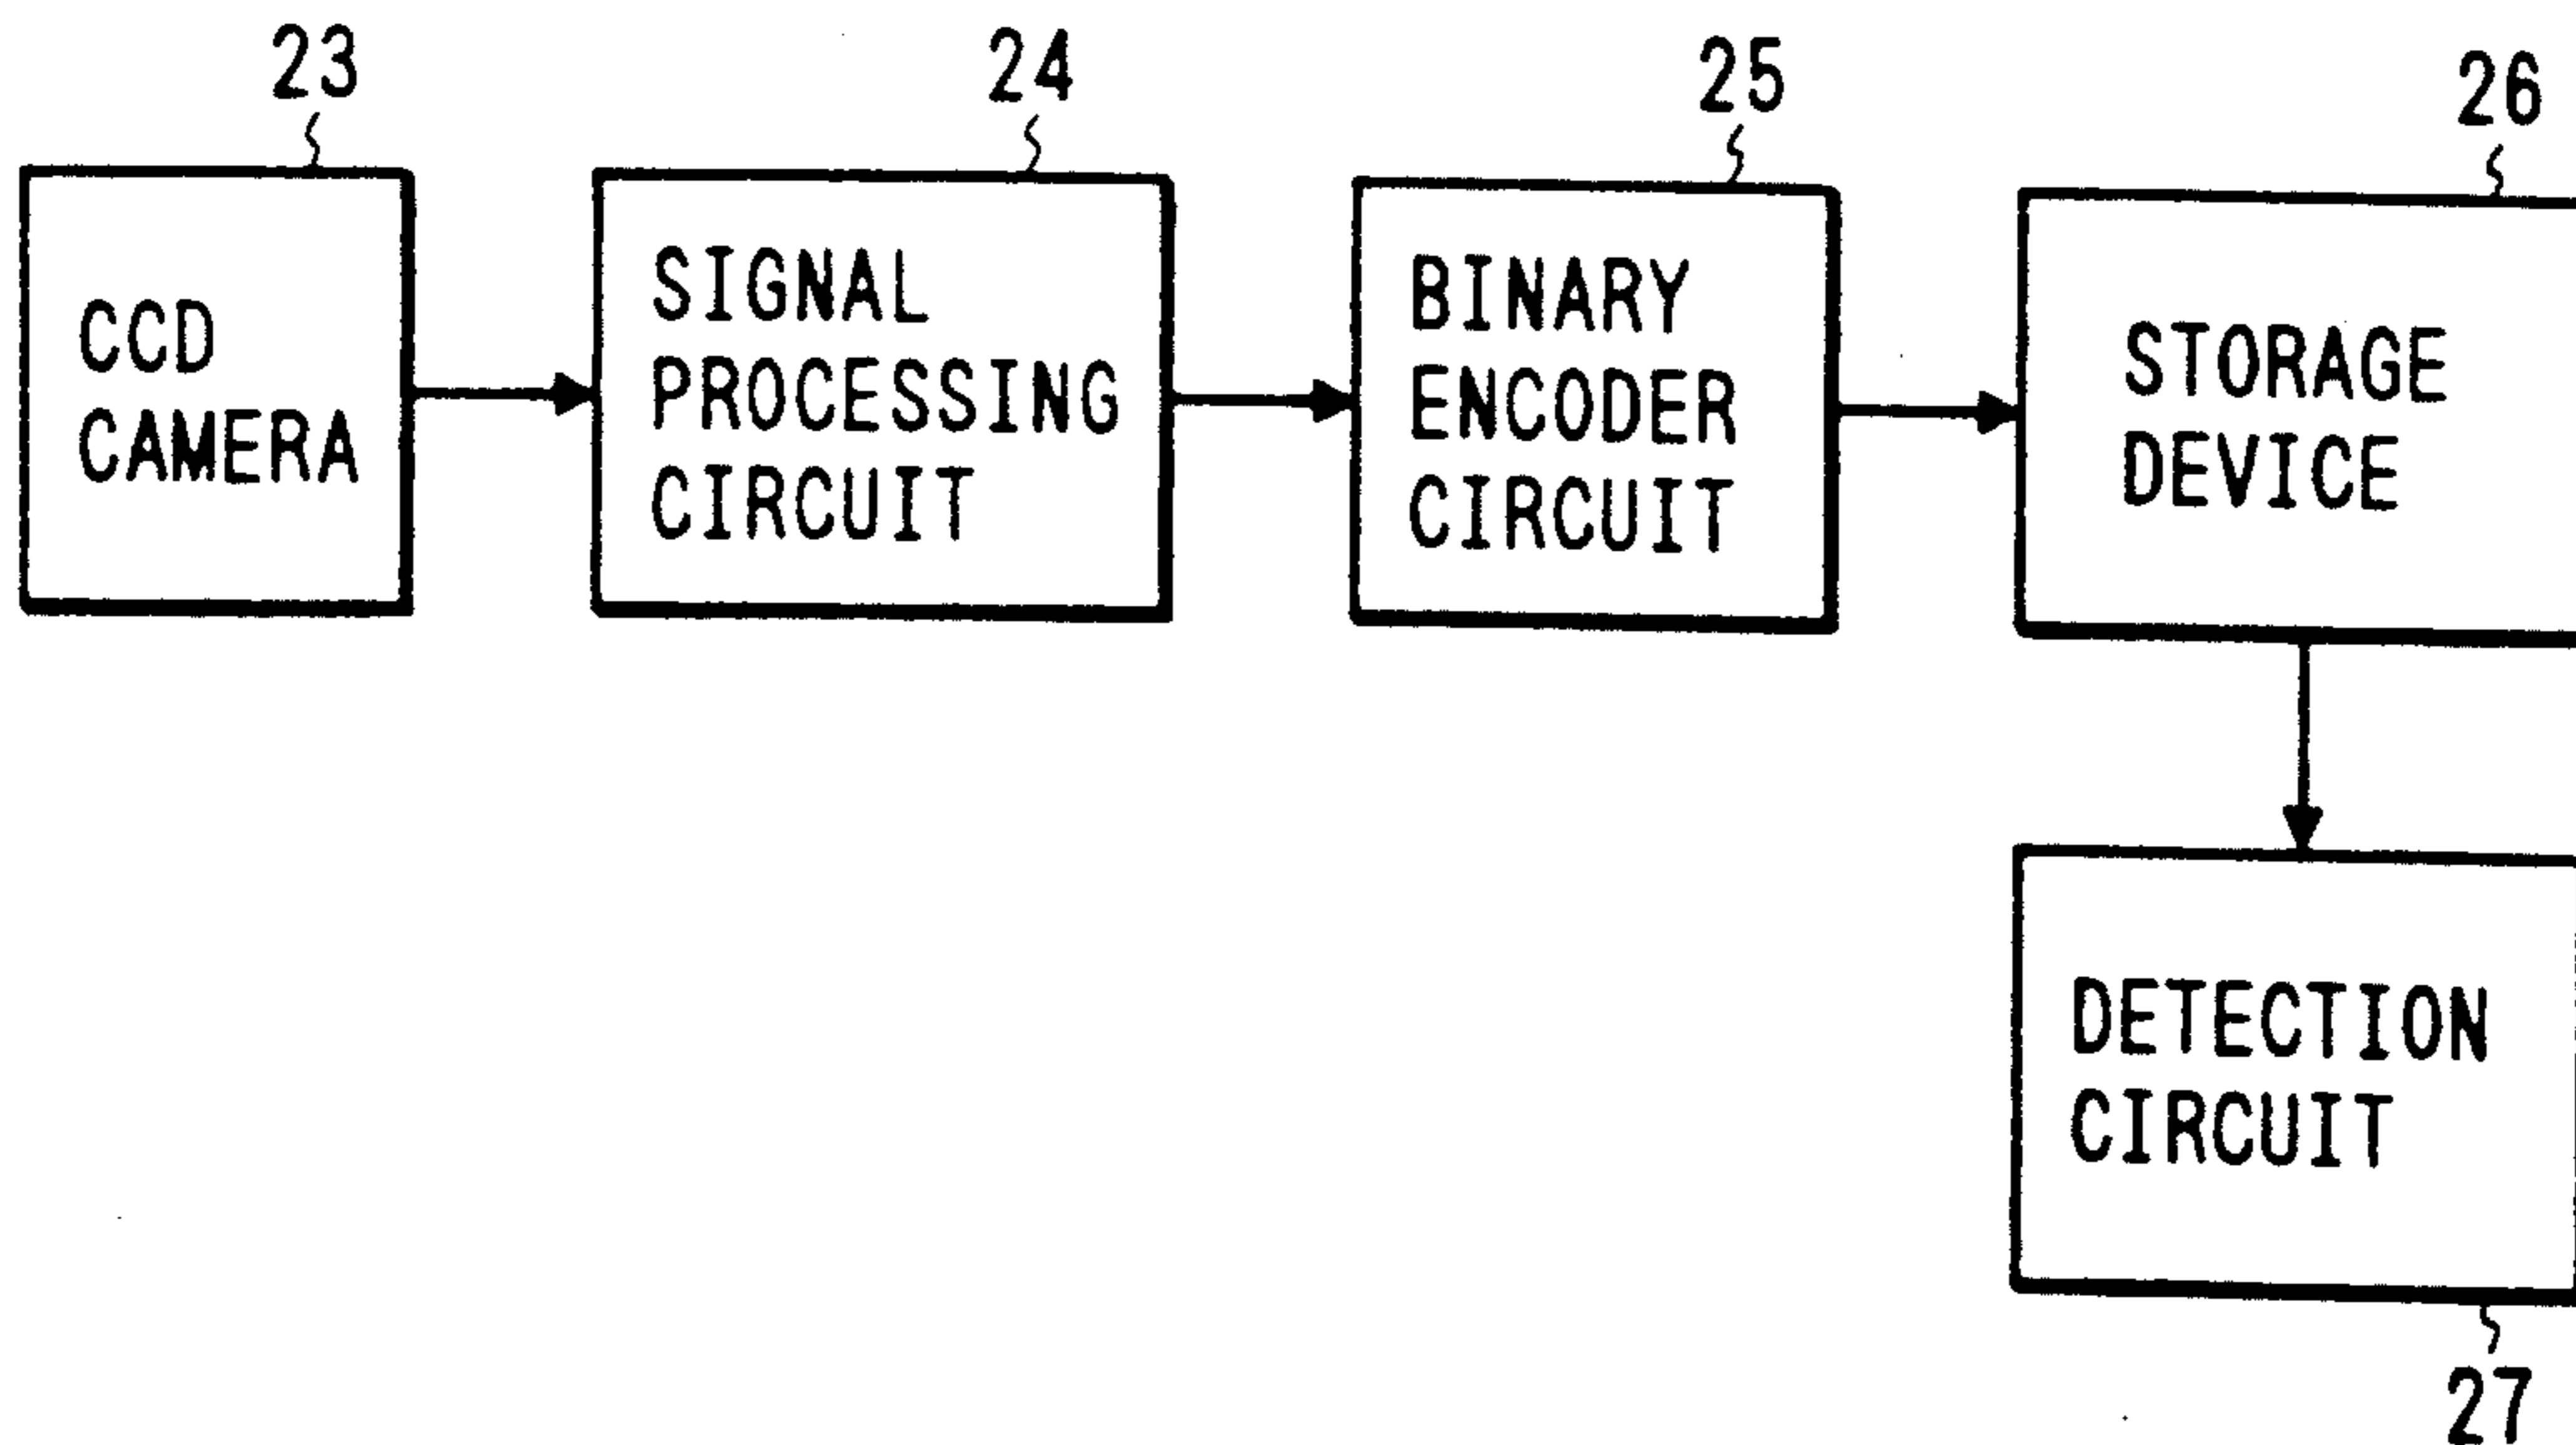 23
24
25
26
CCD
CAMERA
SIGNAL
PROCESSING
CIRCUIT
BINARY
ENCODER
CIRCUIT
STORAGE
DEVICE
DETECTION
CIRCUIT
27